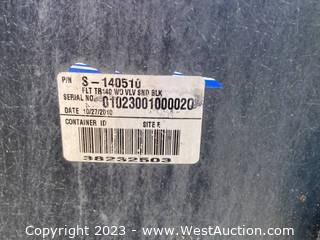 P/N S-140510
FLT TR140 WO VLV SND BLK
SERIAL NO. 01023001000020
DATE 10/27/2010
CONTAINER ID SITE E
38232503
Copyright 2023 - www.WestAuction.com